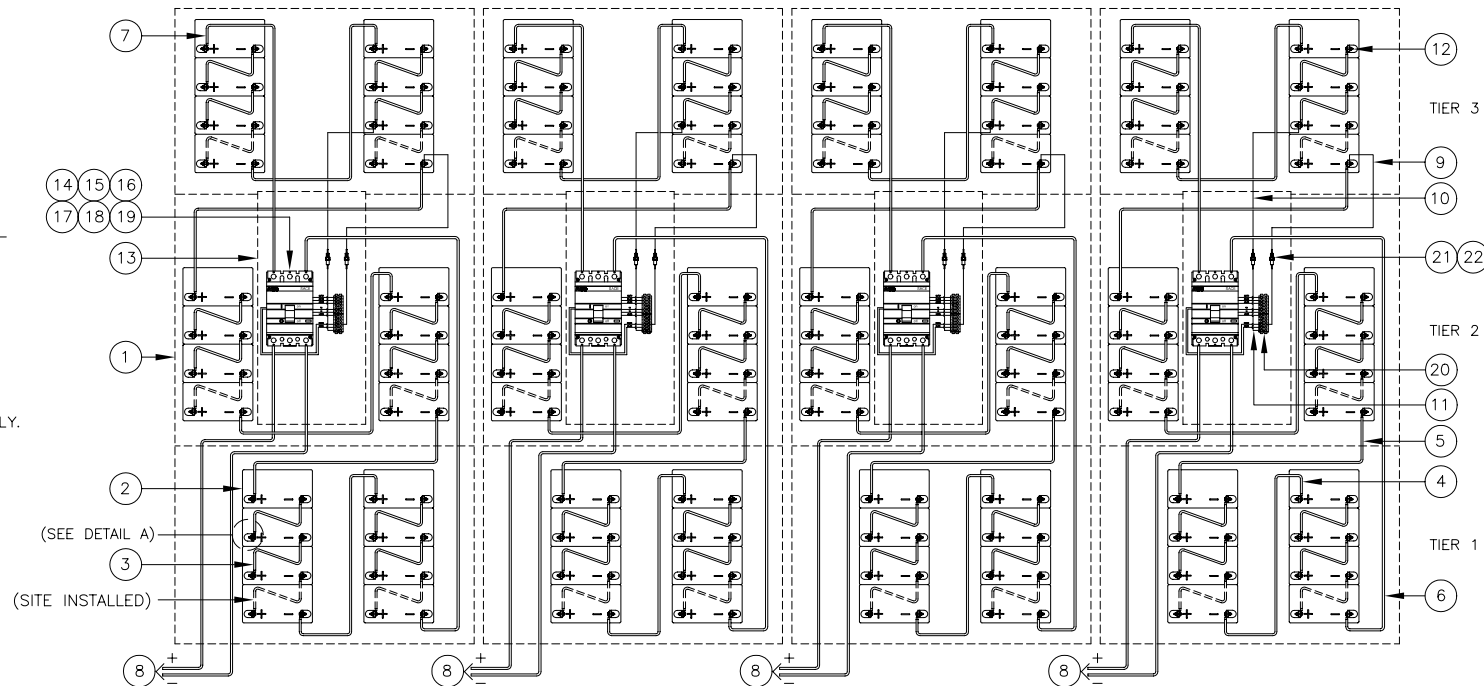 7
12
TIER 3
9
14 15 16
17 18 19
10
13
21 22
TIER 2
1
20
11
LY.
5
2
4
(SEE DETAIL A)
TIER 1
3
(SITE INSTALLED)
6
8 + −
8 + −
8 + −
8 + −